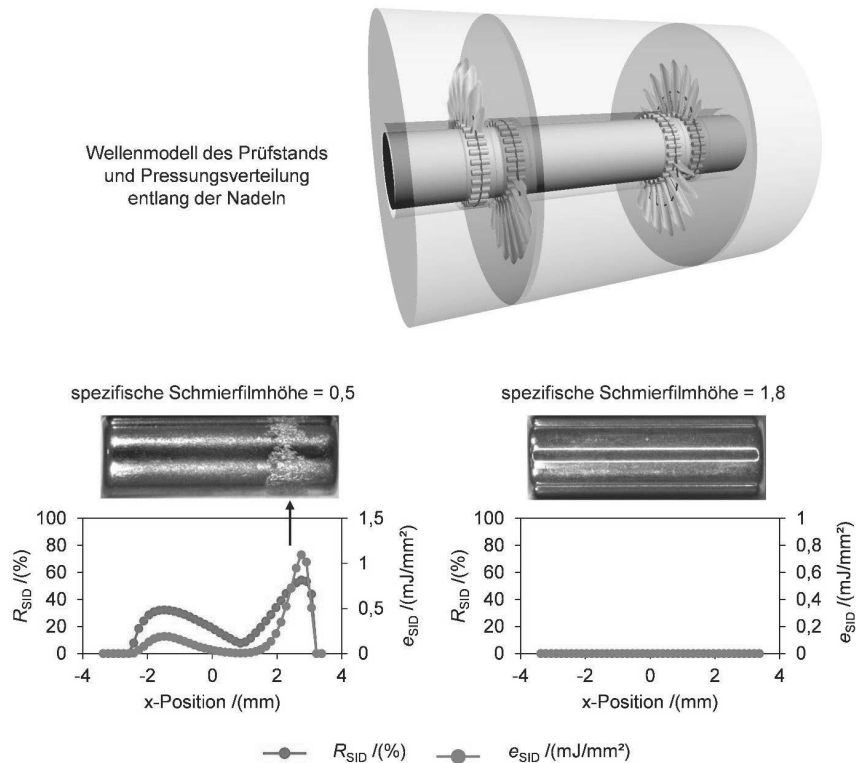 Wellenmodell des Prüfstands
und Pressungsverteilung
entlang der Nadeln
spezifische Schmierfilmhöhe = 0,5
100
80
60
40
20
0
R_SID /(%)
1,5
1
0,5
0
e_SID /(mJ/mm²)
-4 -2 0 2 4
x-Position /(mm)
spezifische Schmierfilmhöhe = 1,8
100
80
60
40
20
0
R_SID /(%)
1
0,8
0,6
0,4
0,2
0
e_SID /(mJ/mm²)
-4 -2 0 2 4
x-Position /(mm)
R_SID /(%) e_SID /(mJ/mm²)